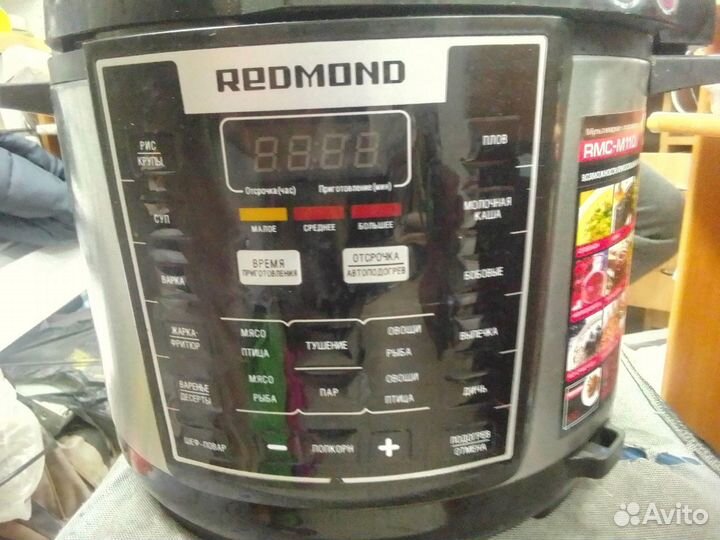 REDMOND
Отсрочка(час) Приготовление(мин)
МАЛОЕ СРЕДНЕЕ БОЛЬШЕЕ
ВРЕМЯ
ПРИГОТОВЛЕНИЯ
ОТСРОЧКА
АВТОПОДОГРЕВ
РИС
КРУПЫ
СУП
ВАРКА
ЖАРКА-
ФРИТЮР
ВАРЕНЬЕ
ДЕСЕРТЫ
ШЕФ-ПОВАР
МЯСО
ПТИЦА
ТУШЕНИЕ
ОВОЩИ
РЫБА
МЯСО
РЫБА
ПАР
ОВОЩИ
ПТИЦА
- ПОПКОРН +
ПЛОВ
МОЛОЧНАЯ
КАША
БОБОВЫЕ
ВЫПЕЧКА
ДИЧЬ
ПОДОГРЕВ
ОТМЕНА
RMC-M110
Avito